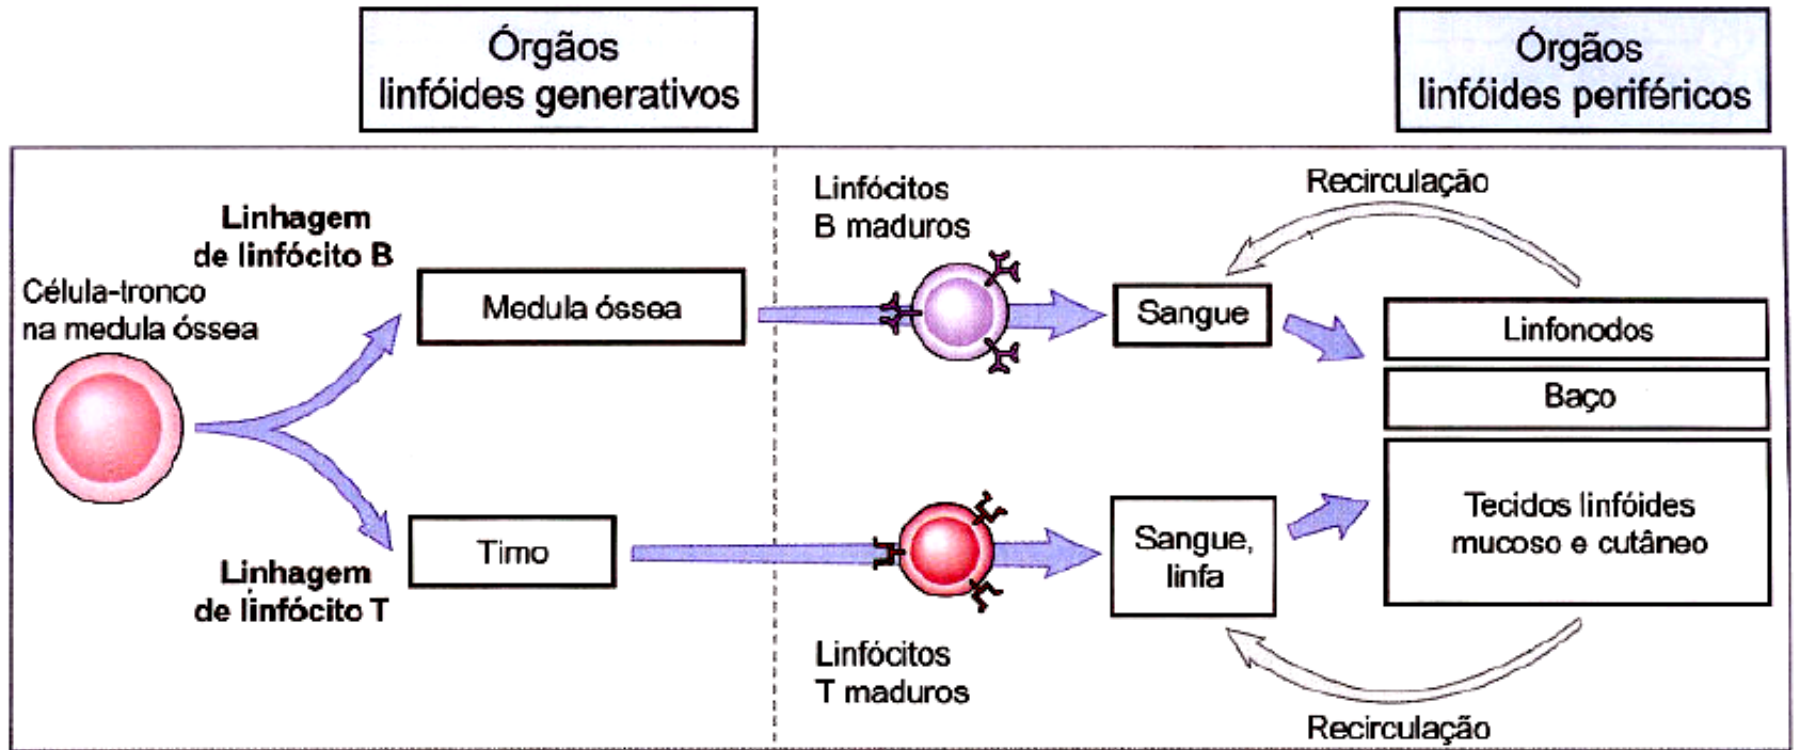 Órgãos
linfóides generativos
Órgãos
linfóides periféricos
Linhagem
de linfócito B
Célula-tronco
na medula óssea
Medula óssea
Linfócitos
B maduros
Recirculação
Sangue
Linfonodos
Baço
Tecidos linfóides
mucoso e cutâneo
Timo
Linhagem
de linfócito T
Sangue,
linfa
Linfócitos
T maduros
Recirculação